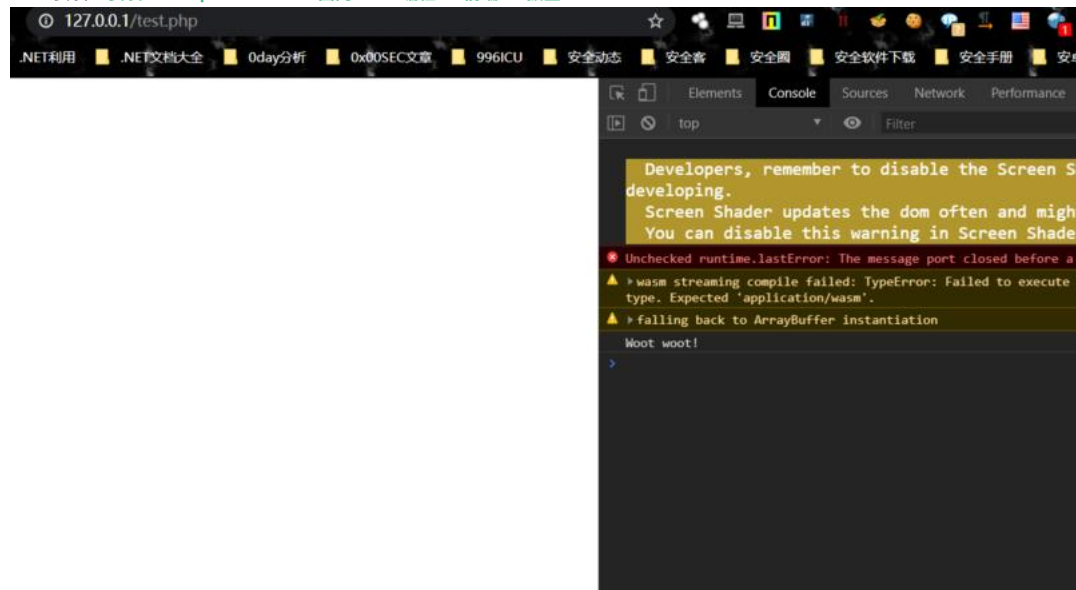 127.0.0.1/test.php
.NET利用 .NET文档大全 0day分析 0x00SEC文章 996ICU 安全动态 安全客 安全圈 安全软件下载 安全手册
Elements Console Sources Network Performance
top Filter
Developers, remember to disable the Screen S
developing.
Screen Shader updates the dom often and migh
You can disable this warning in Screen Shade
Unchecked runtime.lastError: The message port closed before a
wasm streaming compile failed: TypeError: Failed to execute
type. Expected 'application/wasm'.
falling back to ArrayBuffer instantiation
Woot woot!